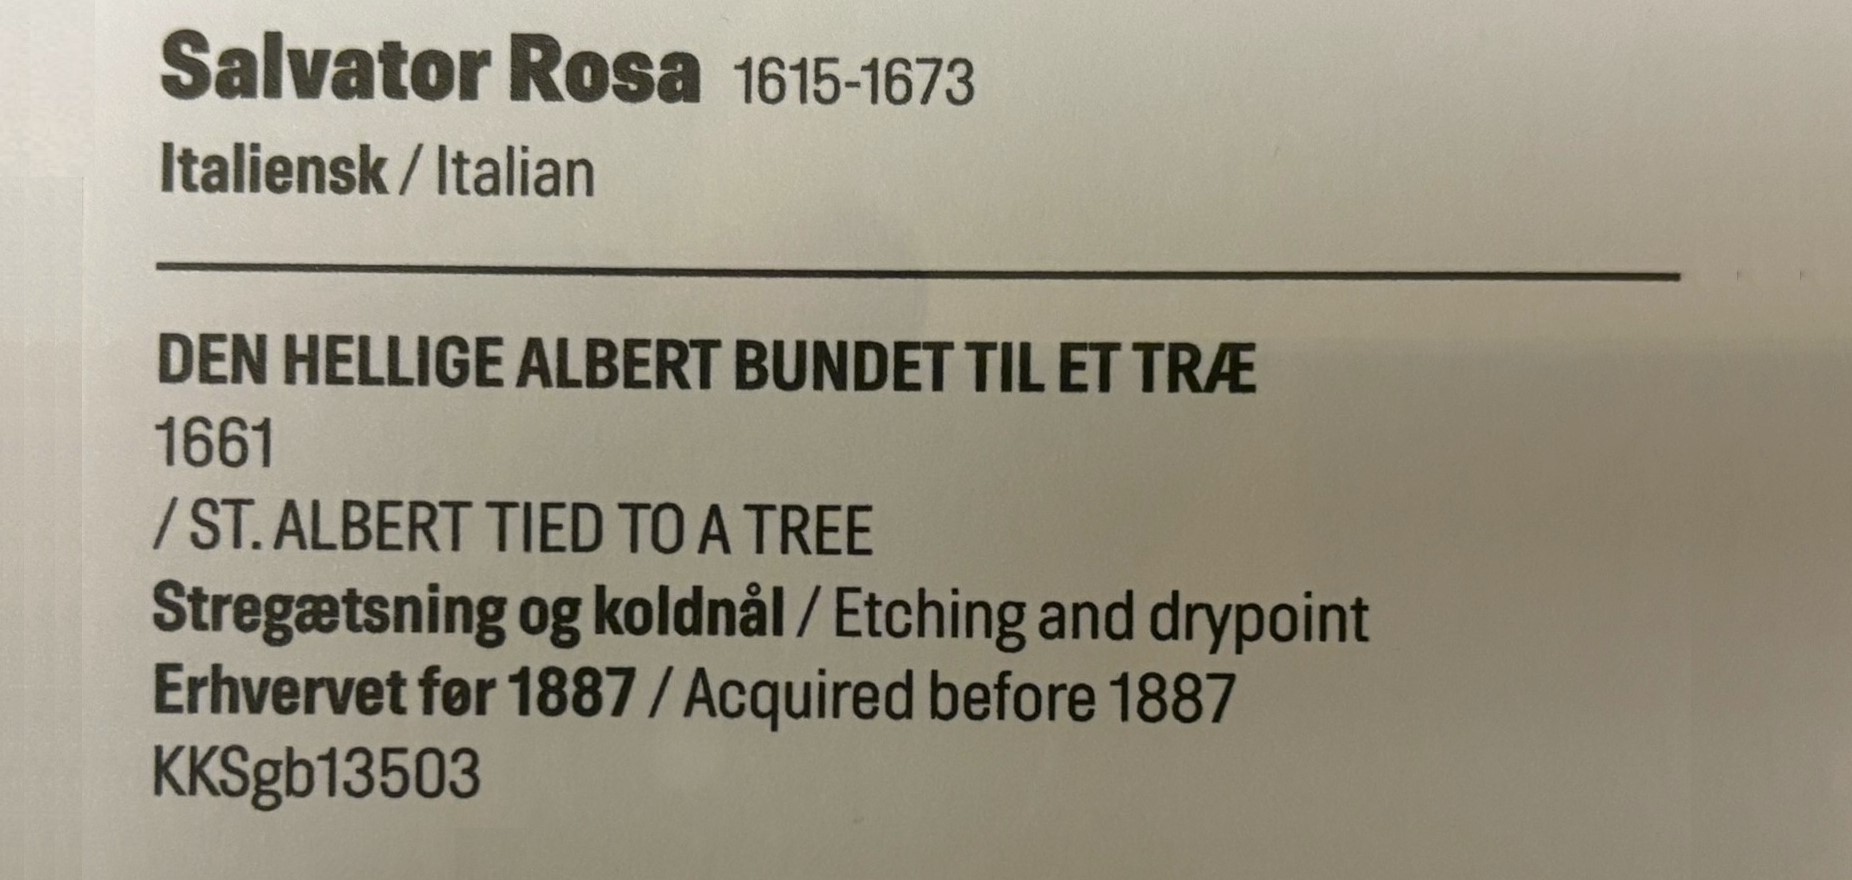 Salvator Rosa 1615-1673
Italiensk / Italian
DEN HELLIGE ALBERT BUNDET TIL ET TRÆ
1661
/ ST. ALBERT TIED TO A TREE
Stregætsning og koldnål / Etching and drypoint
Erhvervet før 1887 / Acquired before 1887
KKSgb13503